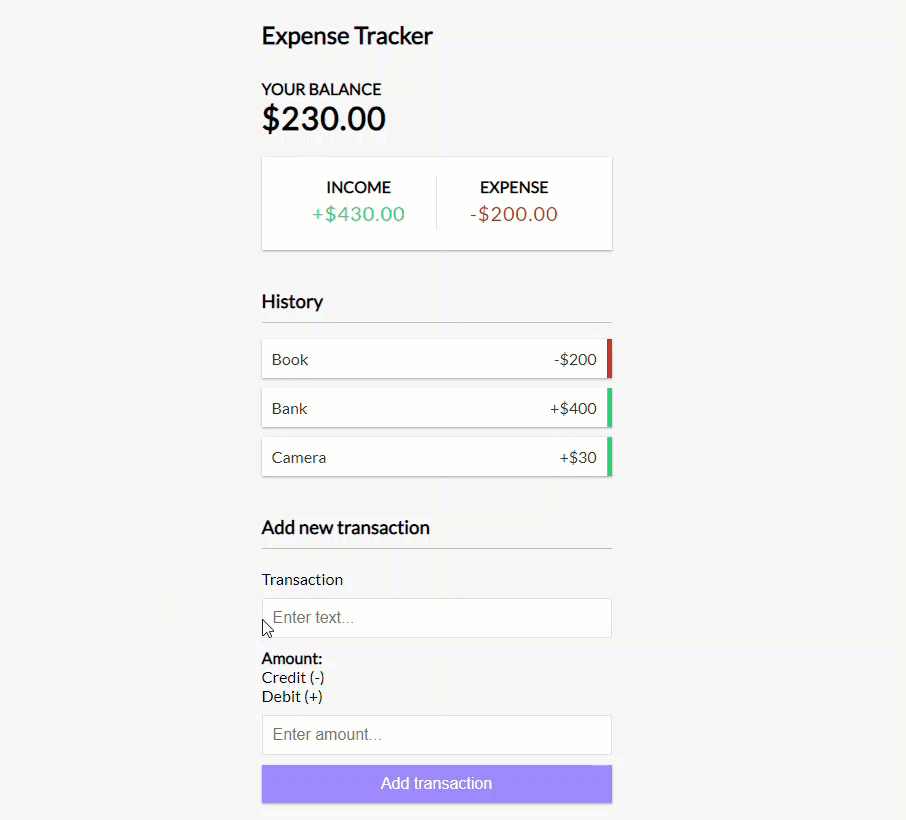 Expense Tracker
YOUR BALANCE
$230.00
INCOME EXPENSE
+$430.00 -$200.00
History
Book -$200
Bank +$400
Camera +$30
Add new transaction
Transaction
Enter text...
Amount:
Credit (-)
Debit (+)
Enter amount...
Add transaction